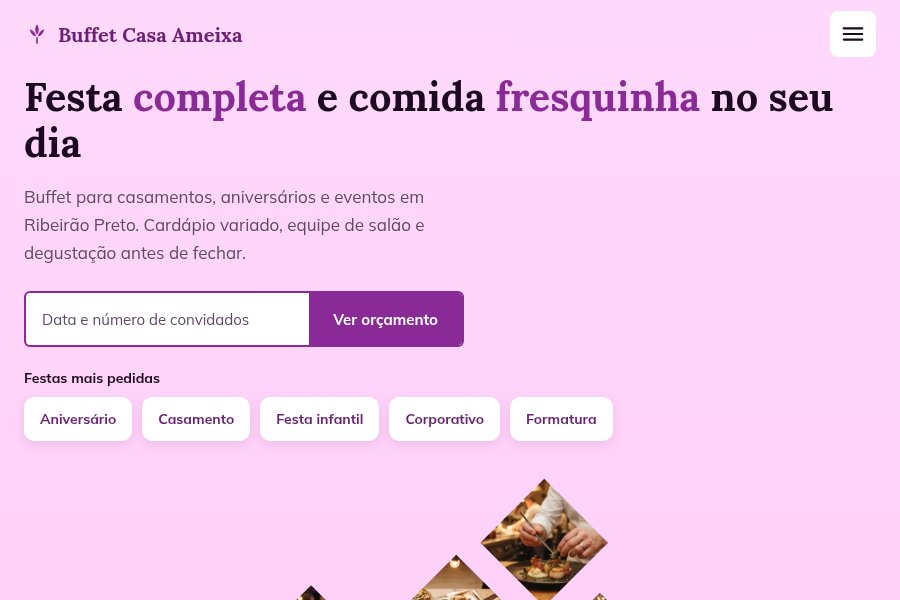 Buffet Casa Ameixa
Festa completa e comida fresquinha no seu
dia
Buffet para casamentos, aniversários e eventos em
Ribeirão Preto. Cardápio variado, equipe de salão e
degustação antes de fechar.
Data e número de convidados
Ver orçamento
Festas mais pedidas
Aniversário
Casamento
Festa infantil
Corporativo
Formatura